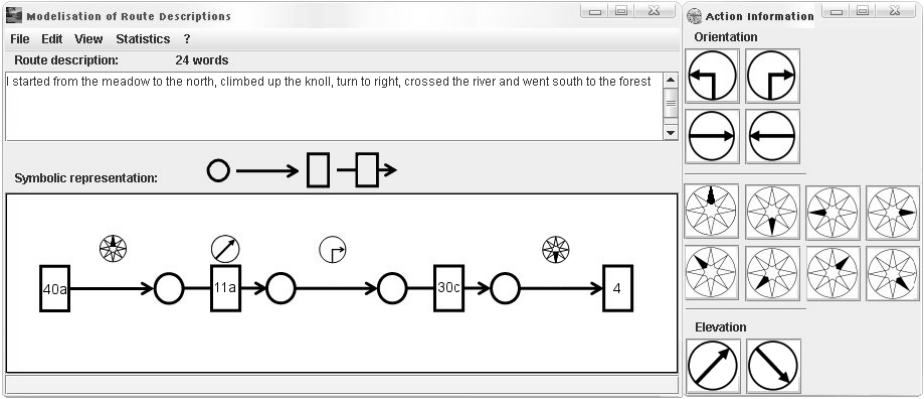 Modelisation of Route Descriptions
File Edit View Statistics ?
Route description: 24 words
I started from the meadow to the north, climbed up the knoll, turn to right, crossed the river and went south to the forest
Symbolic representation:
40a 11a 30c 4
Action Information
Orientation
Elevation